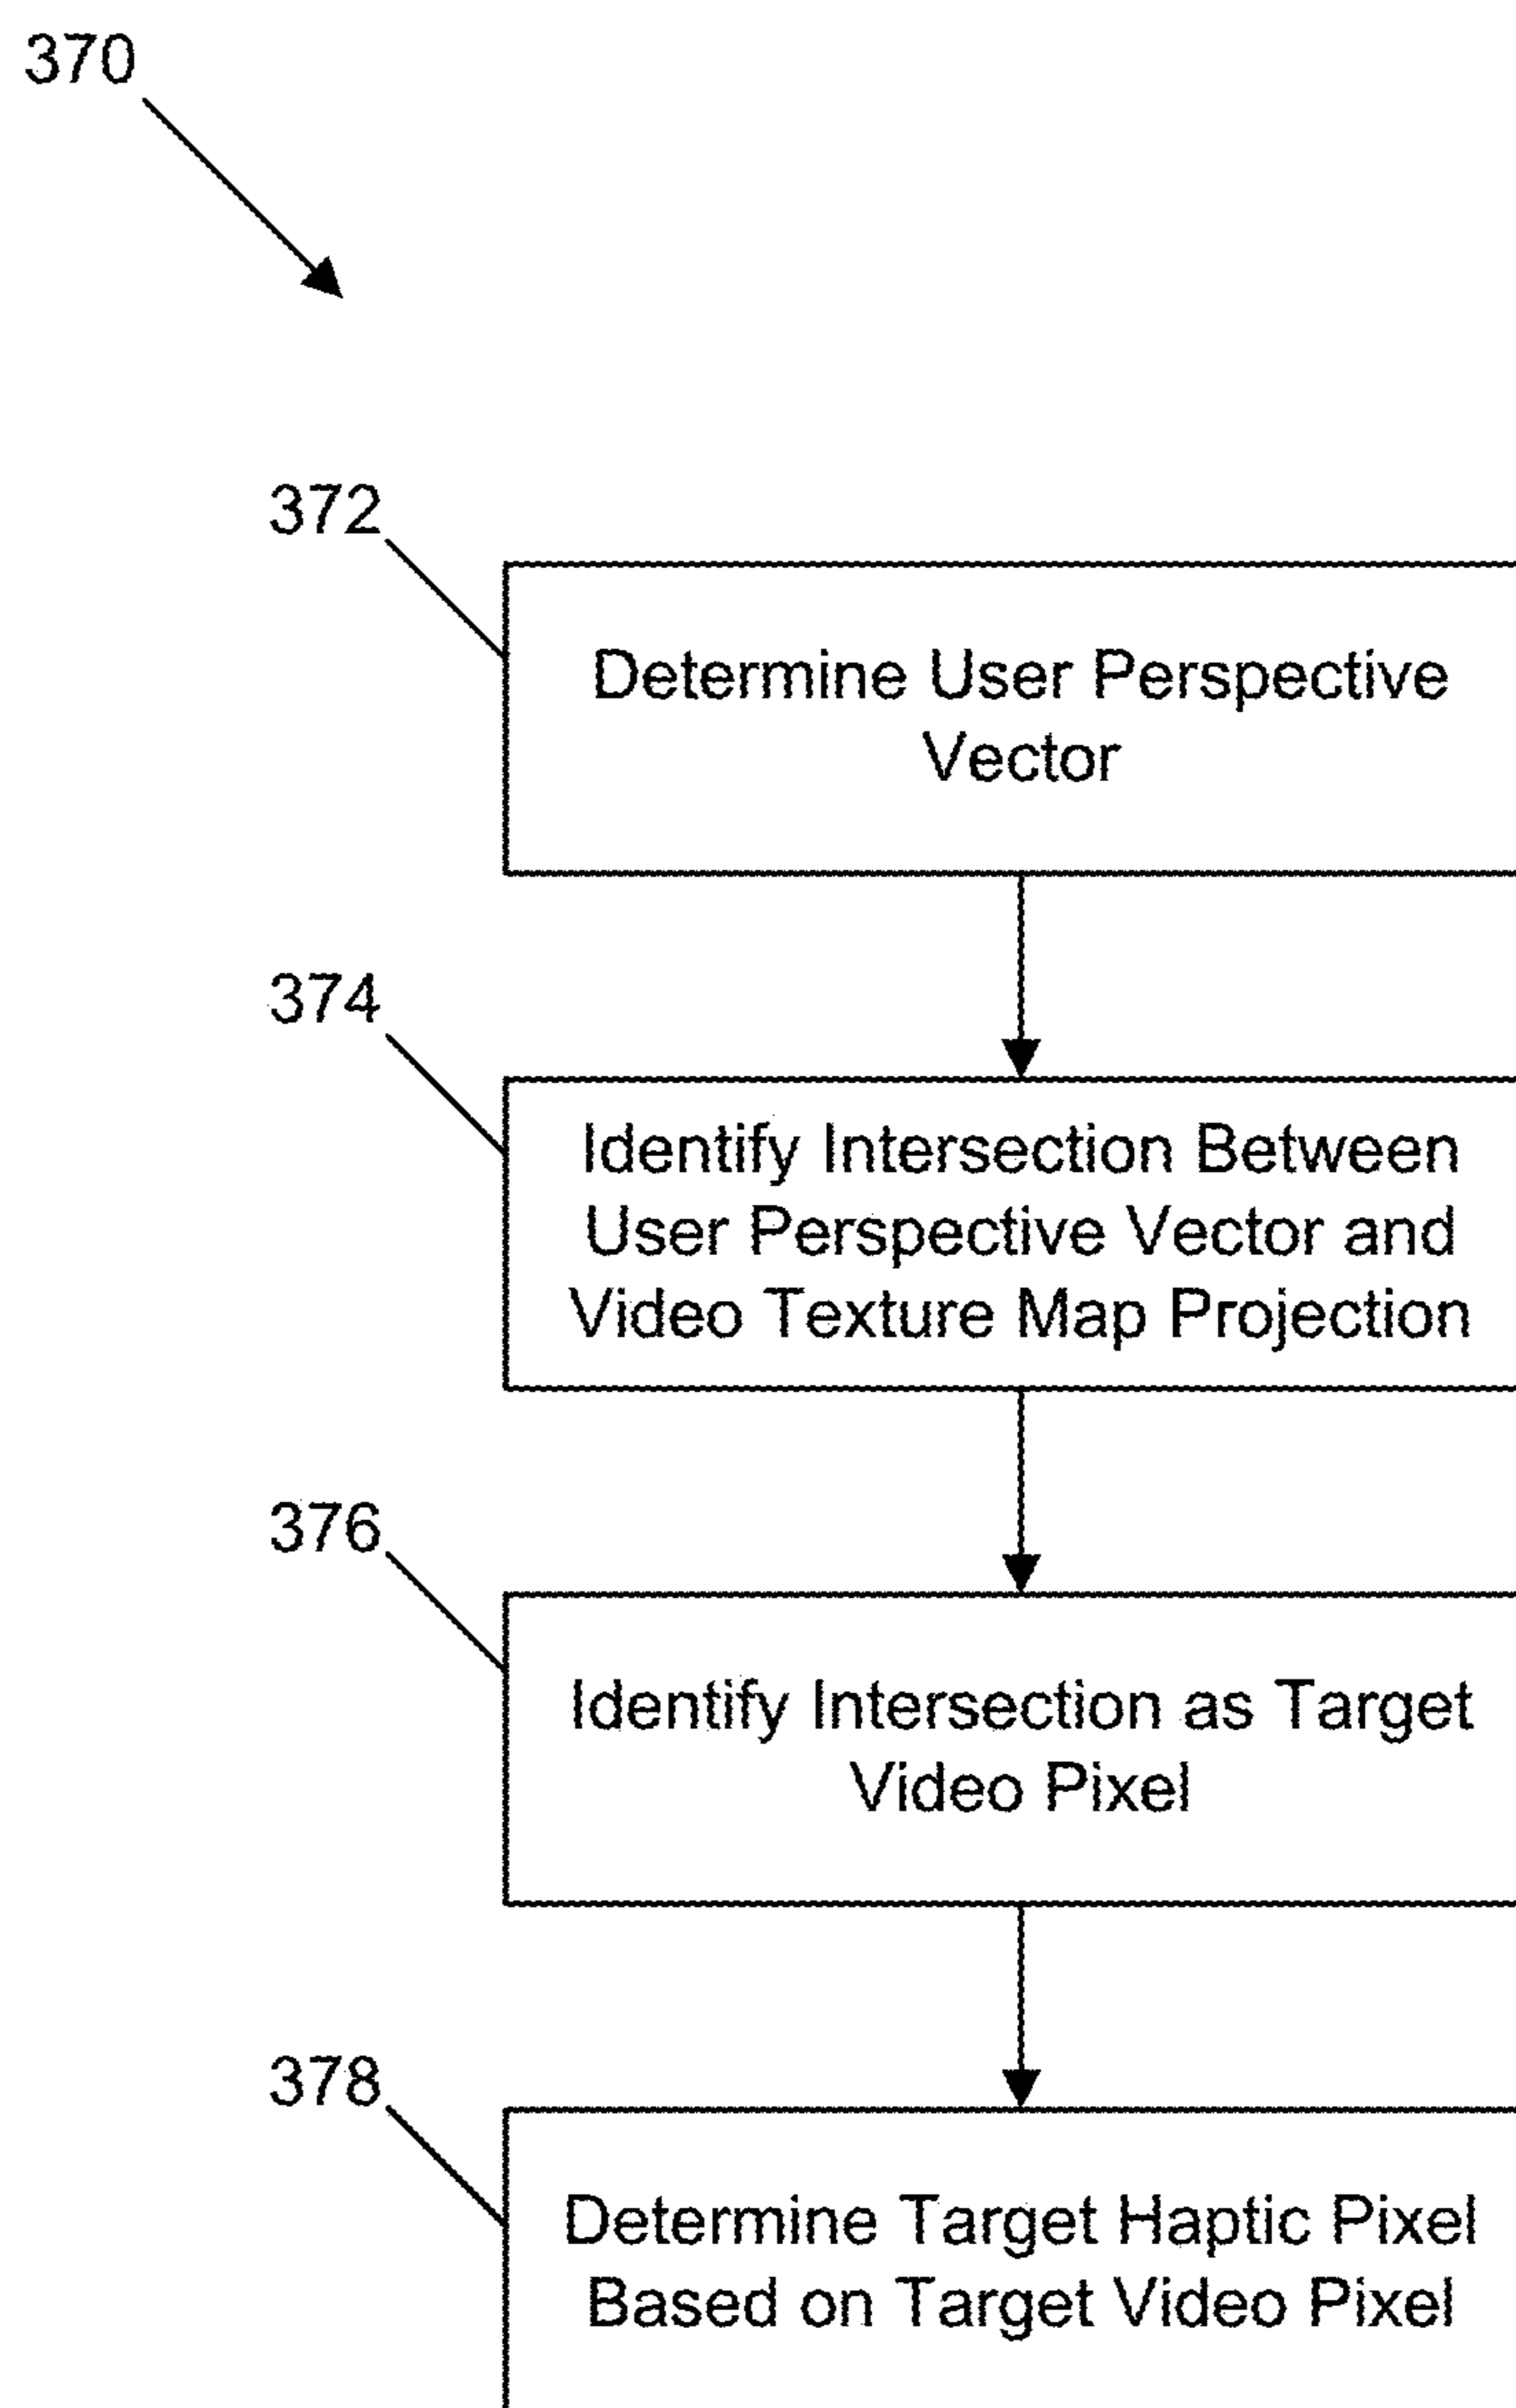 370
372
Determine User Perspective
Vector
374
Identify Intersection Between
User Perspective Vector and
Video Texture Map Projection
376
Identify Intersection as Target
Video Pixel
378
Determine Target Haptic Pixel
Based on Target Video Pixel